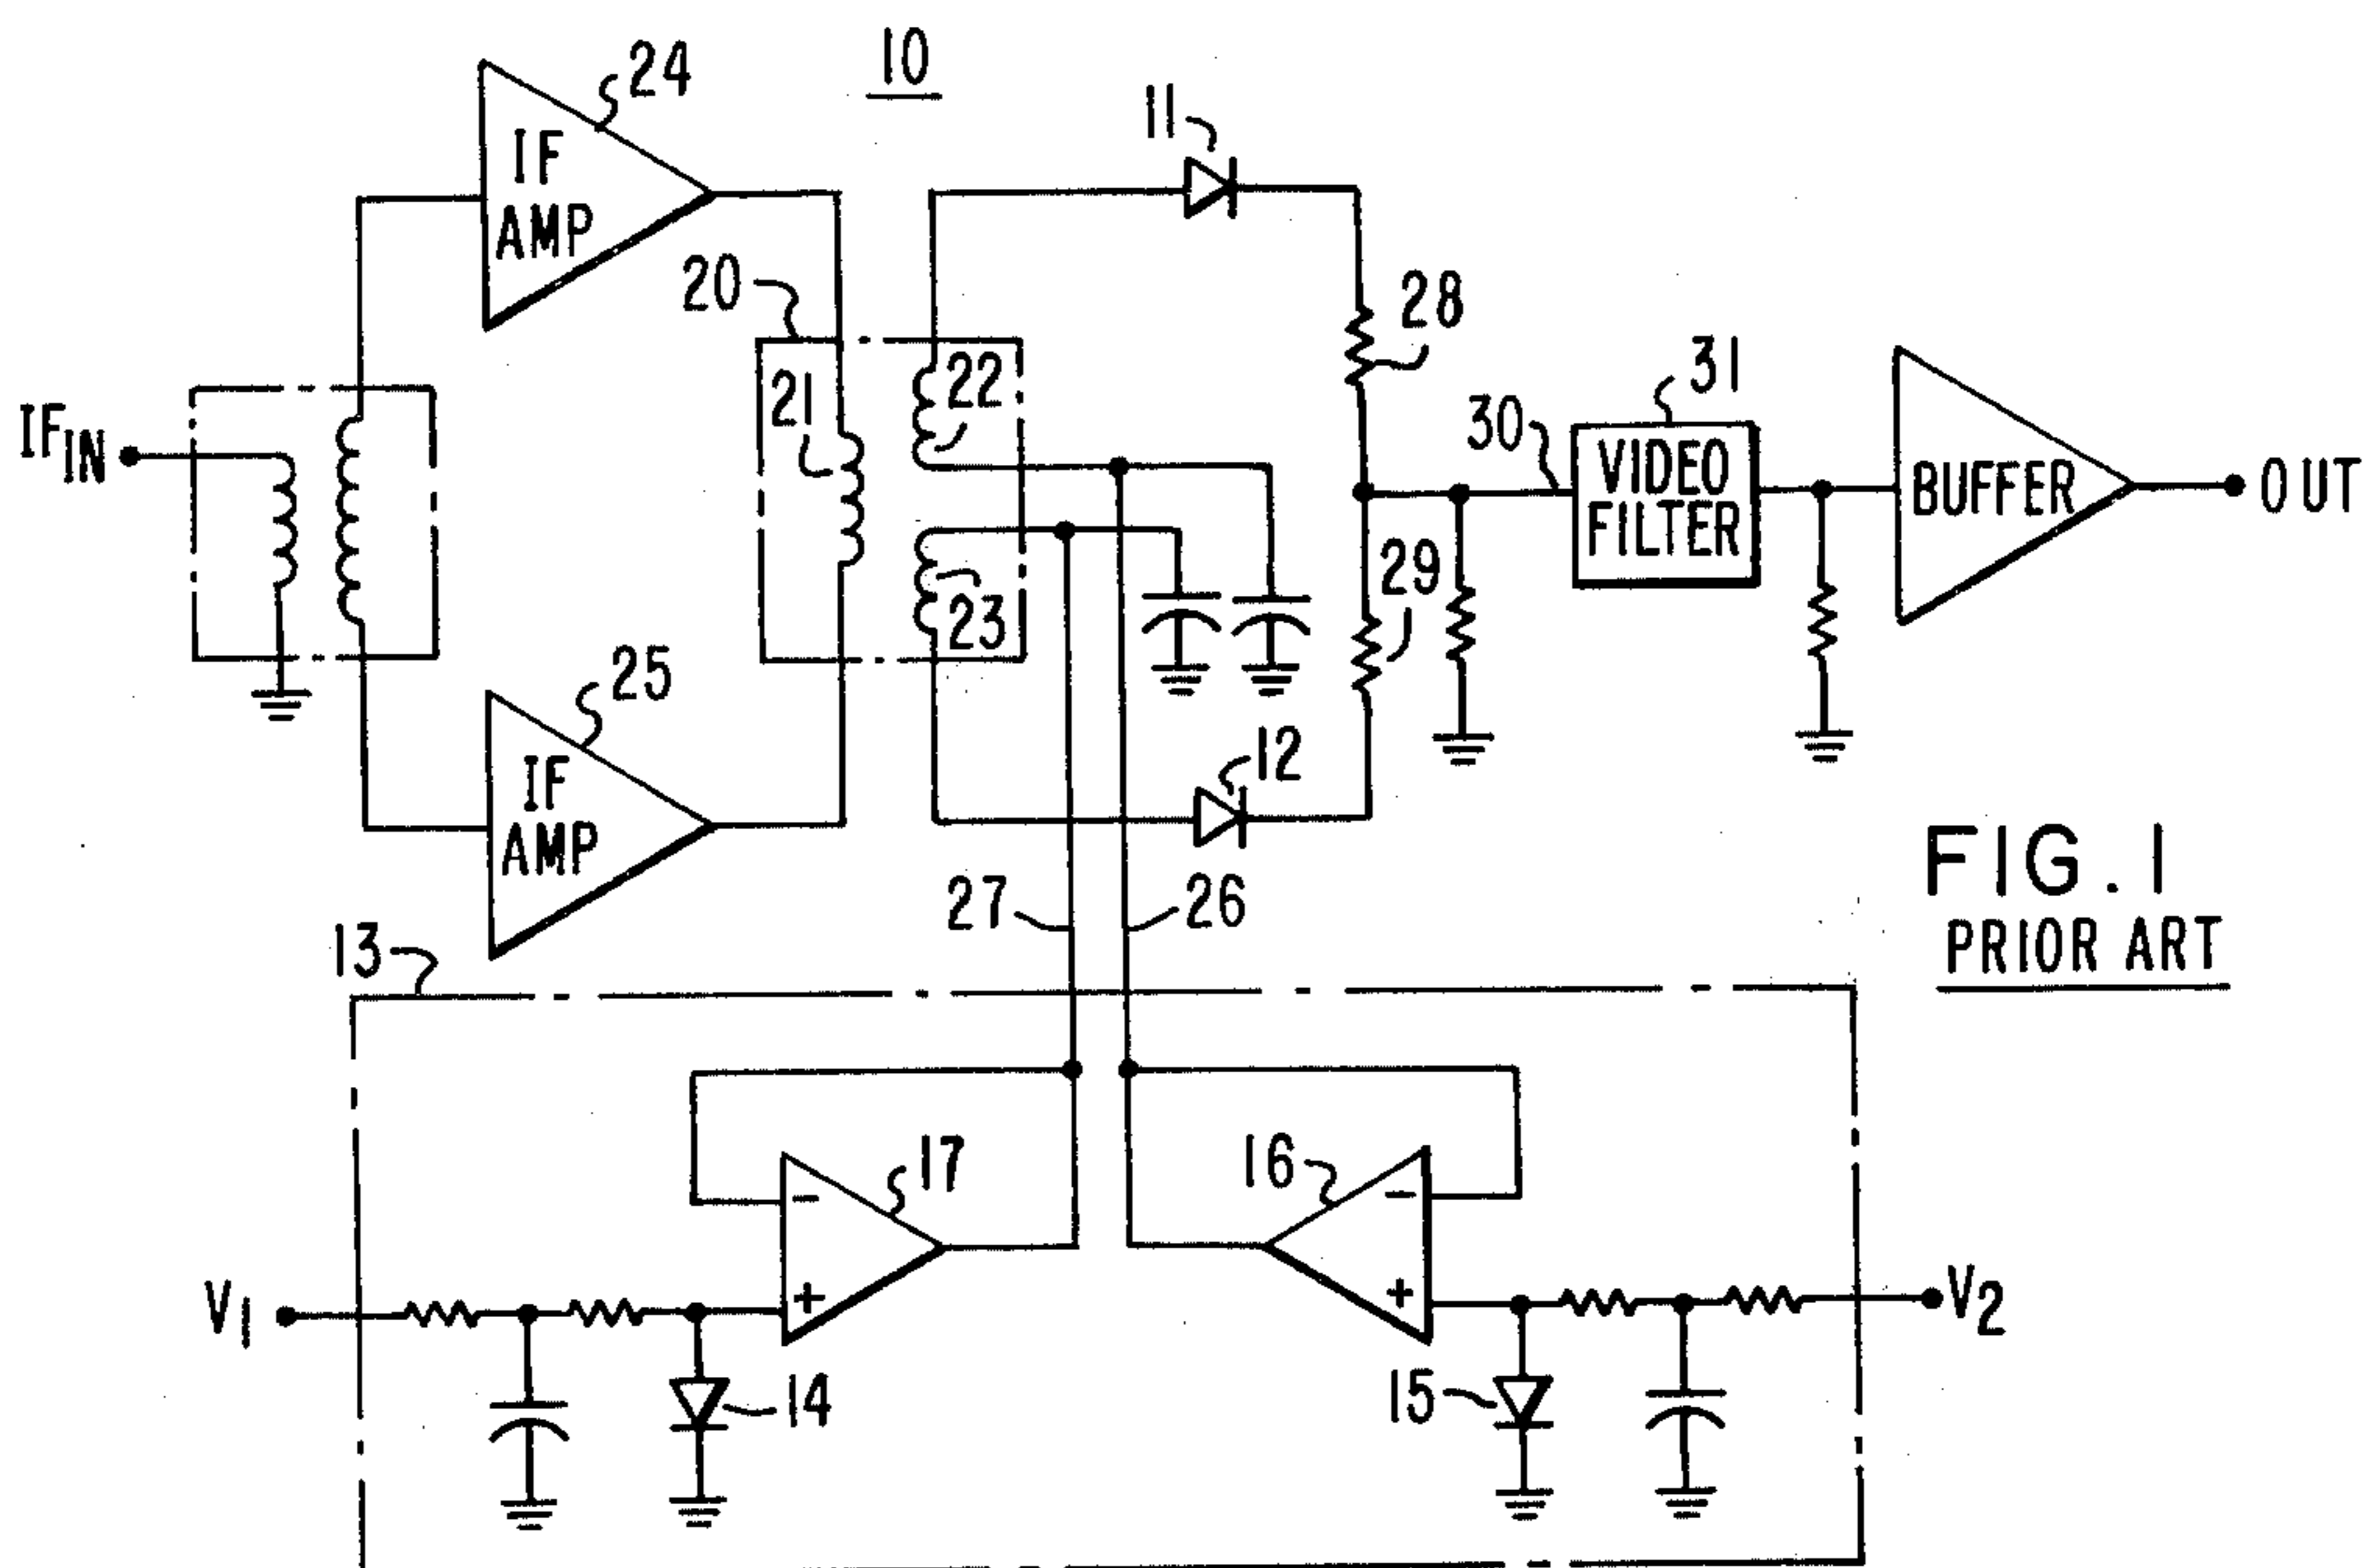 10
24
IF
AMP
11
20
28
21
22
31
30
IF IN
VIDEO
FILTER
BUFFER
OUT
29
23
25
12
IF
AMP
27
26
FIG. 1
PRIOR ART
13
17
16
-
-
+
+
V1
V2
14
15